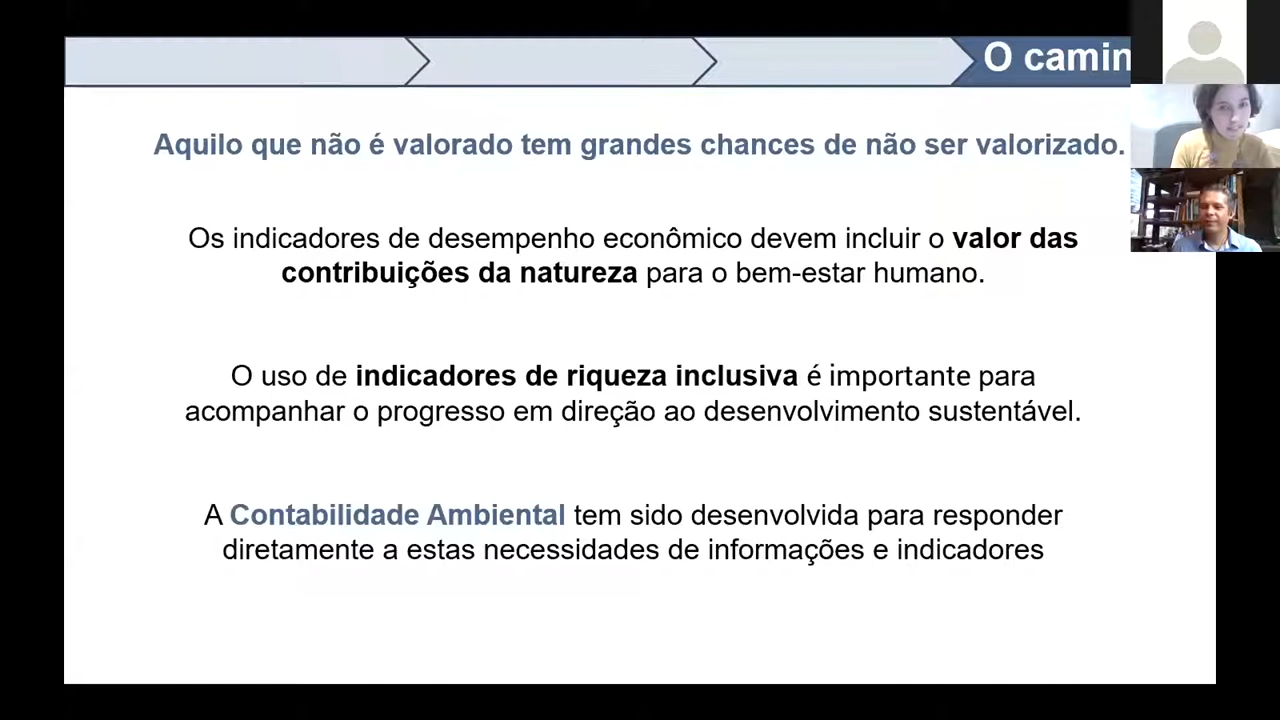 O camin
Aquilo que não é valorado tem grandes chances de não ser valorizado.
Os indicadores de desempenho econômico devem incluir o valor das
contribuições da natureza para o bem-estar humano.
O uso de indicadores de riqueza inclusiva é importante para
acompanhar o progresso em direção ao desenvolvimento sustentável.
A Contabilidade Ambiental tem sido desenvolvida para responder
diretamente a estas necessidades de informações e indicadores